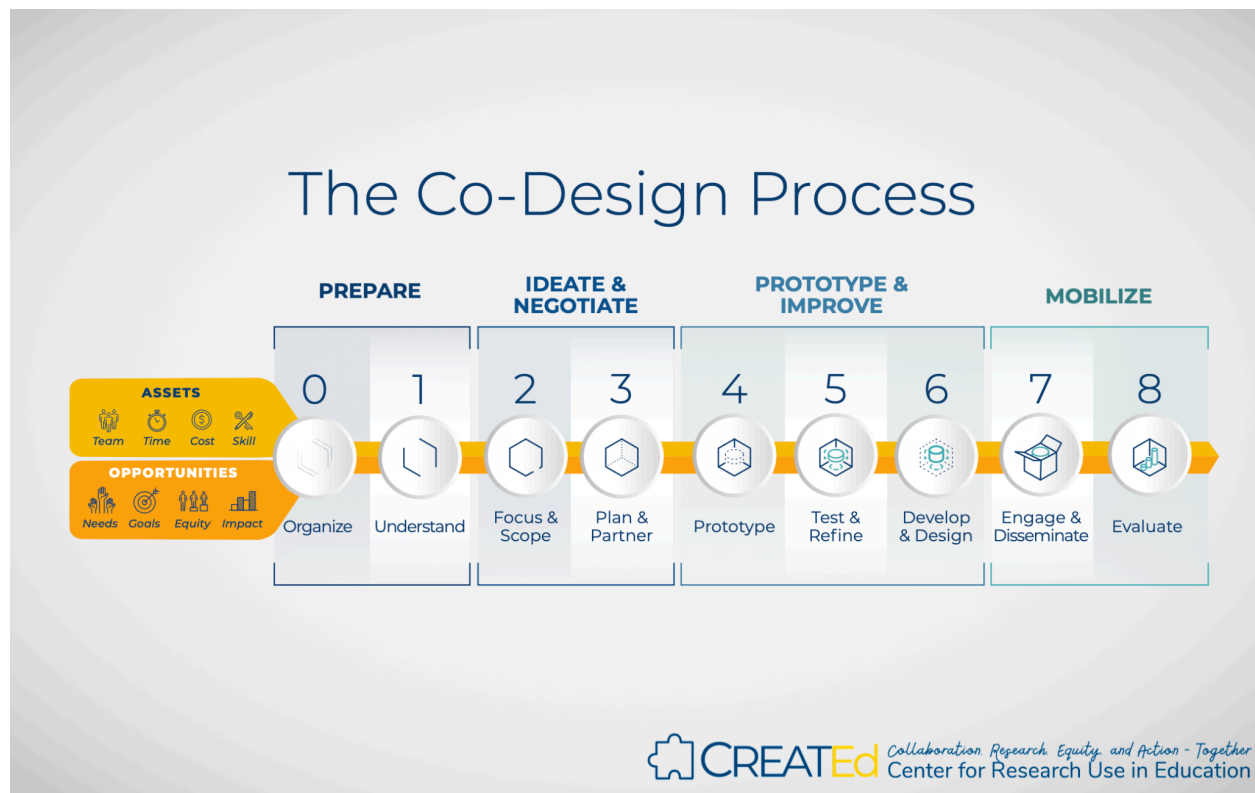 The Co-Design Process
PREPARE
IDEATE &
NEGOTIATE
PROTOTYPE &
IMPROVE
MOBILIZE
ASSETS
Team Time Cost Skill
OPPORTUNITIES
Needs Goals Equity Impact
0
Organize
1
Understand
2
Focus &
Scope
3
Plan &
Partner
4
Prototype
5
Test &
Refine
6
Develop
& Design
7
Engage &
Disseminate
8
Evaluate
CREATEd
Collaboration. Research. Equity. and Action - Together
Center for Research Use in Education